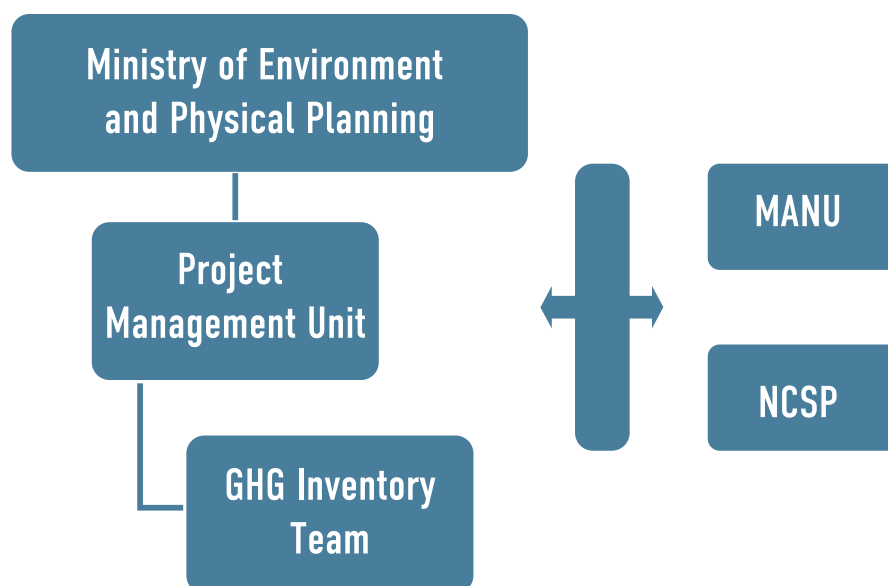 Ministry of Environment
and Physical Planning
Project
Management Unit
GHG Inventory
Team
MANU
NCSP